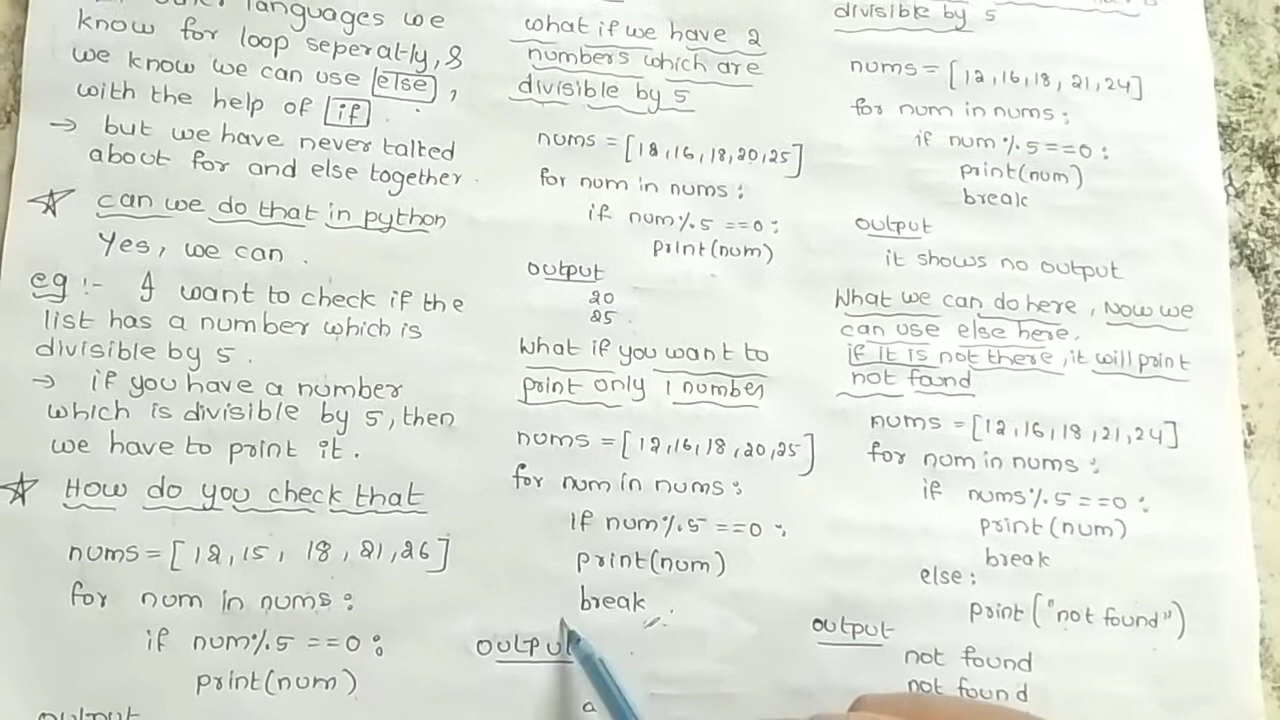 languages we
know for loop seperatly, &
we know we can use else,
with the help of if.
→ but we have never talted
about for and else together.
☆ can we do that in python
Yes, we can.
eg :- I want to check if the
list has a number which is
divisible by 5.
→ if you have a number
which is divisible by 5, then
we have to print it.
☆ How do you check that
nums = [12, 15, 18, 21, 26]
for num in nums :
if num % 5 == 0 :
print(num)
output
what if we have 2
numbers which are
divisible by 5
nums = [12, 16, 18, 20, 25]
for num in nums :
if num % 5 == 0 :
print(num)
output
20
25
what if you want to
print only 1 number
nums = [12, 16, 18, 20, 25]
for num in nums :
if num % 5 == 0 :
print(num)
break
output
divisible by 5
nums = [12, 16, 18, 21, 24]
for num in nums :
if num % 5 == 0 :
print(num)
break
output
it shows no output
What we can do here, Now we
can use else here.
if it is not there, it will print
not found
nums = [12, 16, 18, 21, 24]
for num in nums :
if nums % 5 == 0 :
print(num)
break
else :
print("not found")
output
not found
not found